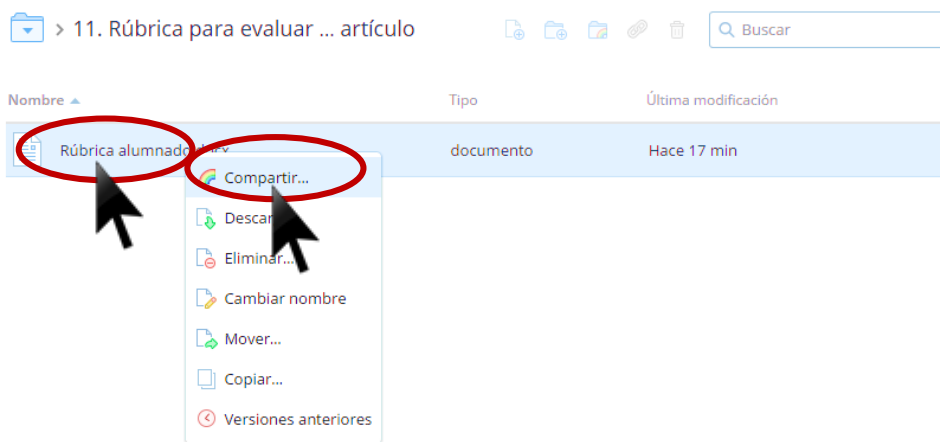 > 11. Rúbrica para evaluar ... artículo
Buscar
Nombre Tipo Última modificación
Rúbrica alumnado.docx documento Hace 17 min
Compartir...
Eliminar...
Cambiar nombre
Mover...
Copiar...
Versiones anteriores